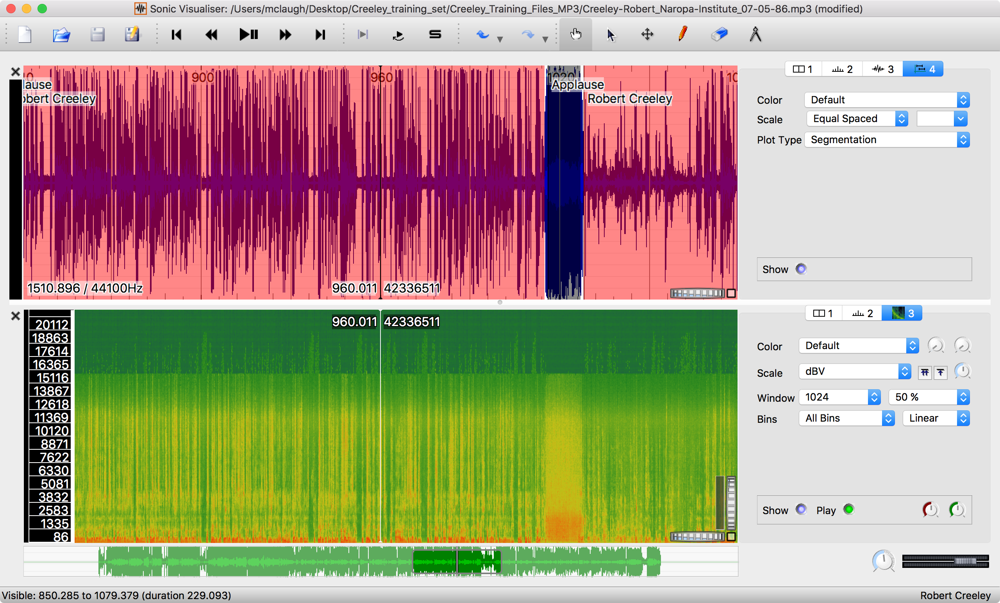 Sonic Visualiser: /Users/mclaugh/Desktop/Creeley_training_set/Creeley_Training_Files_MP3/Creeley-Robert_Naropa-Institute_07-05-86.mp3 (modified)
900
960
1020
lause
Applause
obert Creeley
Robert Creeley
1510.896 / 44100Hz
960.011
42336511
1
2
3
4
Color
Default
Scale
Equal Spaced
Plot Type
Segmentation
Show
20112
18863
17614
16365
15116
13867
12618
11369
10120
8871
7622
6330
5081
3832
2583
1335
86
960.011
42336511
1
2
3
Color
Default
Scale
dBV
Window
1024
50 %
Bins
All Bins
Linear
Show
Play
Visible: 850.285 to 1079.379 (duration 229.093)
Robert Creeley